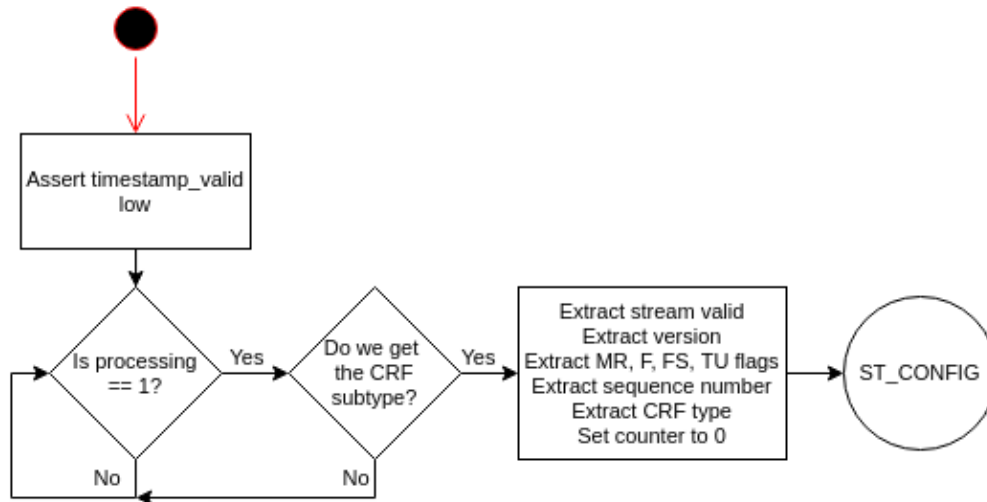 Assert timestamp_valid
low
Is processing
== 1?
Yes
No
Do we get
the CRF
subtype?
Yes
No
Extract stream valid
Extract version
Extract MR, F, FS, TU flags
Extract sequence number
Extract CRF type
Set counter to 0
ST_CONFIG